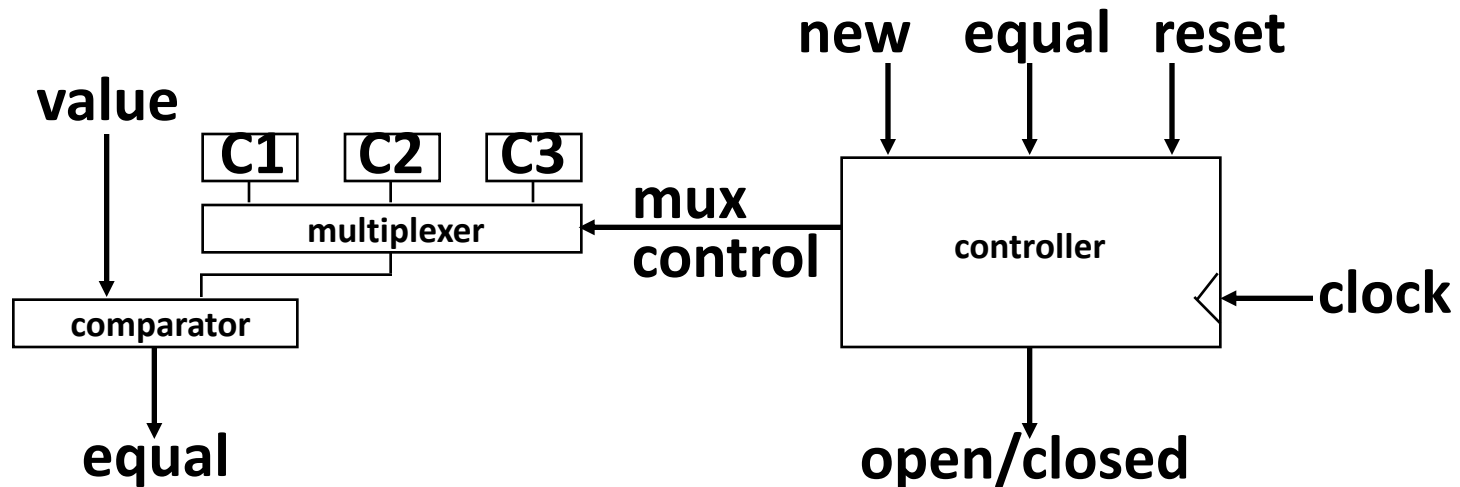 new equal reset
value
C1 C2 C3
mux
multiplexer
control
controller
clock
comparator
equal
open/closed